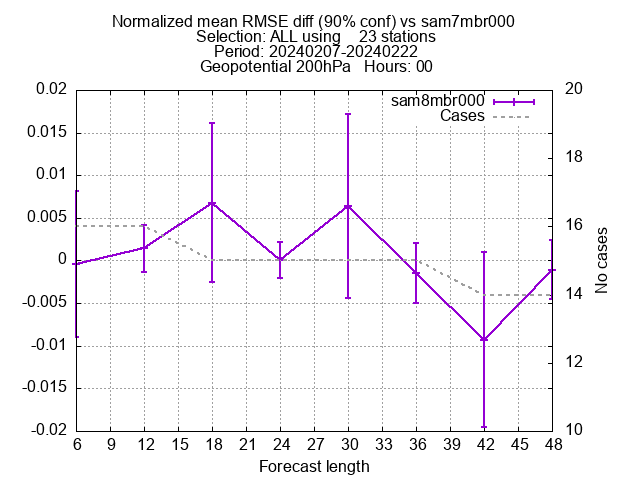 Normalized mean RMSE diff (90% conf) vs sam7mbr000
Selection: ALL using    23 stations
Period: 20240207-20240222
Geopotential 200hPa   Hours: 00
sam8mbr000
Cases
0.02
0.015
0.01
0.005
0
-0.005
-0.01
-0.015
-0.02
20
18
16
14
12
10
No cases
6 9 12 15 18 21 24 27 30 33 36 39 42 45 48
Forecast length